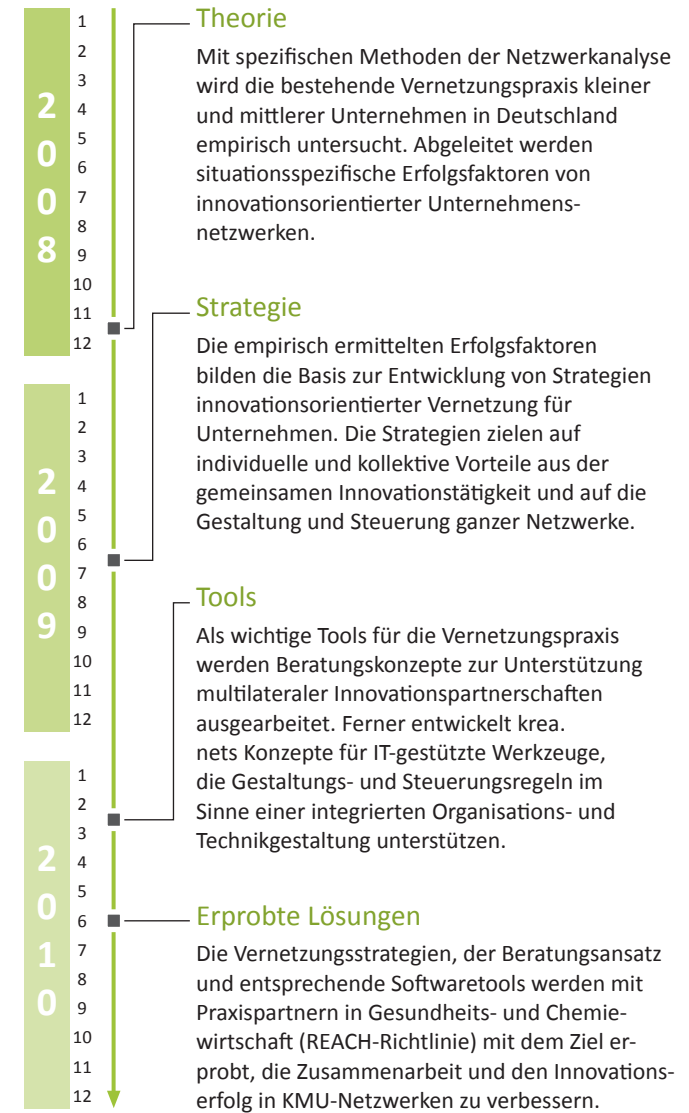 2008
1
2
3
4
5
6
7
8
9
10
11
12
Theorie
Mit spezifischen Methoden der Netzwerkanalyse
wird die bestehende Vernetzungspraxis kleiner
und mittlerer Unternehmen in Deutschland
empirisch untersucht. Abgeleitet werden
situationsspezifische Erfolgsfaktoren von
innovationsorientierter Unternehmens-
netzwerken.
Strategie
Die empirisch ermittelten Erfolgsfaktoren
bilden die Basis zur Entwicklung von Strategien
innovationsorientierter Vernetzung für
Unternehmen. Die Strategien zielen auf
individuelle und kollektive Vorteile aus der
gemeinsamen Innovationstätigkeit und auf die
Gestaltung und Steuerung ganzer Netzwerke.
2009
1
2
3
4
5
6
7
8
9
10
11
12
Tools
Als wichtige Tools für die Vernetzungspraxis
werden Beratungskonzepte zur Unterstützung
multilateraler Innovationspartnerschaften
ausgearbeitet. Ferner entwickelt krea.
nets Konzepte für IT-gestützte Werkzeuge,
die Gestaltungs- und Steuerungsregeln im
Sinne einer integrierten Organisations- und
Technikgestaltung unterstützen.
2010
1
2
3
4
5
6
7
8
9
10
11
12
Erprobte Lösungen
Die Vernetzungsstrategien, der Beratungsansatz
und entsprechende Softwaretools werden mit
Praxispartnern in Gesundheits- und Chemie-
wirtschaft (REACH-Richtlinie) mit dem Ziel er-
probt, die Zusammenarbeit und den Innovations-
erfolg in KMU-Netzwerken zu verbessern.